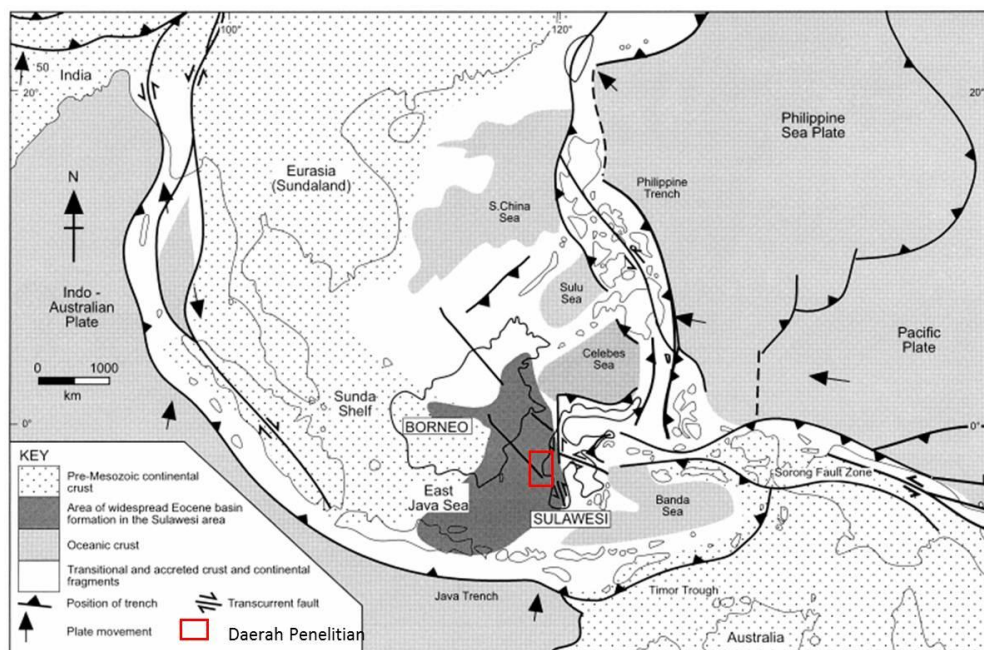 100°
120°
50
India
20°
20°
Philippine
Sea Plate
Eurasia
(Sundaland)
N
S.China
Sea
Philippine
Trench
Indo -
Australian
Plate
Sulu
Sea
Pacific
Plate
0 1000
km
Celebes
Sea
Sunda
Shelf
BORNEO
0°
0°
KEY
Pre-Mesozoic continental
crust
Area of widespread Eocene basin
formation in the Sulawesi area
Oceanic crust
Transitional and accreted crust and continental
fragments
Position of trench
Transcurrent fault
Plate movement
Daerah Penelitian
East
Java Sea
SULAWESI
Banda
Sea
Sorong Fault Zone
Java Trench
Timor Trough
Australia